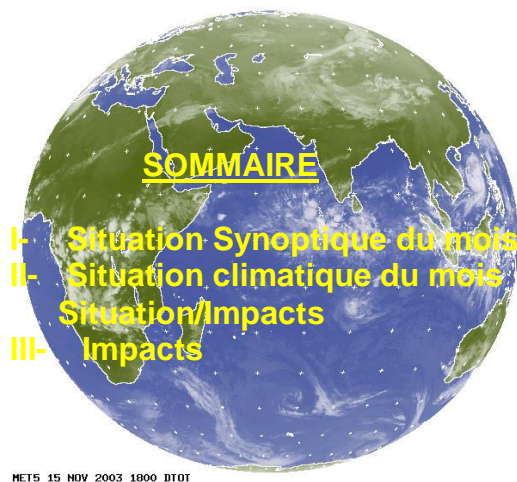 SOMMAIRE
I- Situation Synoptique du mois
II- Situation climatique du mois
Situation/Impacts
III- Impacts
MET5 15 NOV 2003 1800 DTOT